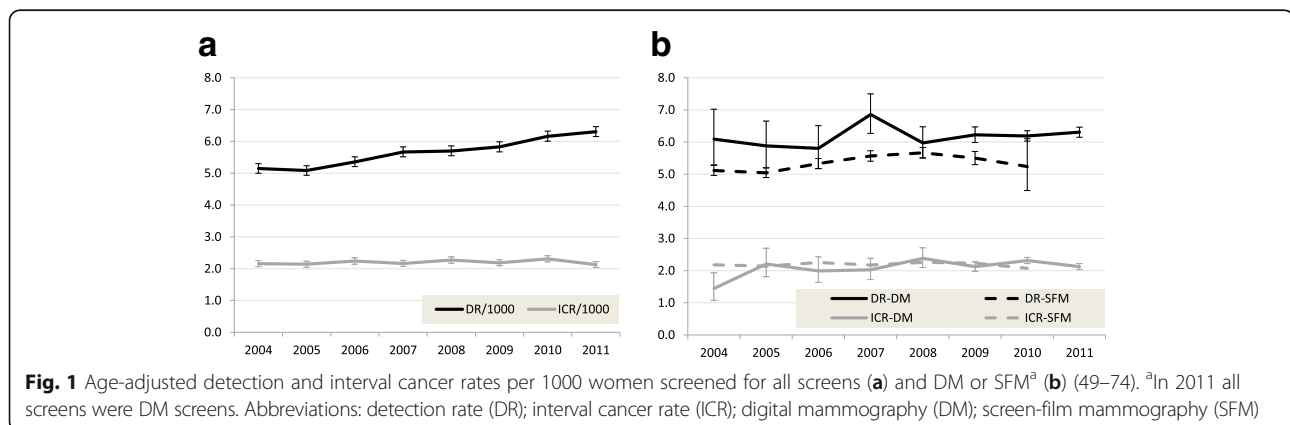 a
8.0
7.0
6.0
5.0
4.0
3.0
2.0
1.0
0.0
DR/1000 ICR/1000
2004 2005 2006 2007 2008 2009 2010 2011
b
8.0
7.0
6.0
5.0
4.0
3.0
2.0
1.0
0.0
DR-DM DR-SFM
ICR-DM ICR-SFM
2004 2005 2006 2007 2008 2009 2010 2011
Fig. 1 Age-adjusted detection and interval cancer rates per 1000 women screened for all screens (a) and DM or SFMᵃ (b) (49–74). ᵃIn 2011 all
screens were DM screens. Abbreviations: detection rate (DR); interval cancer rate (ICR); digital mammography (DM); screen-film mammography (SFM)